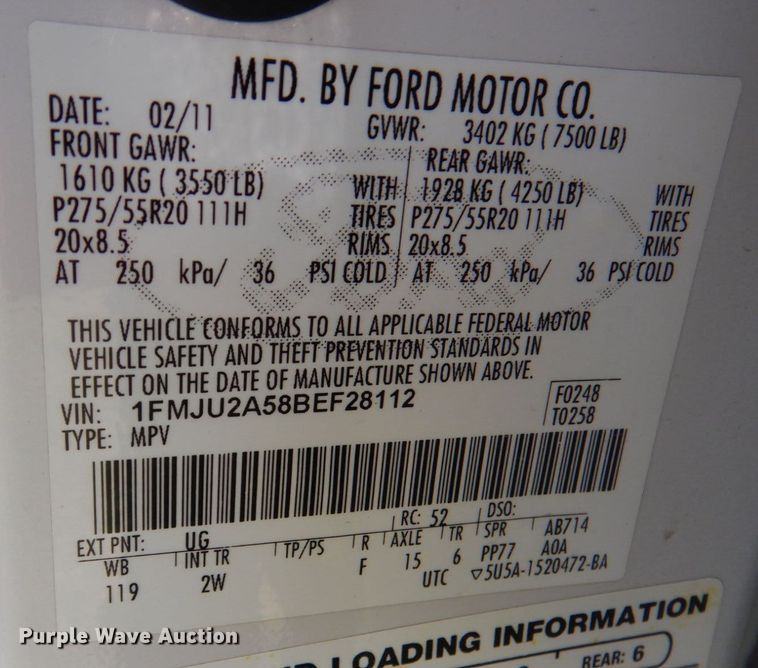 MFD. BY FORD MOTOR CO.
DATE: 02/11 GVWR: 3402 KG ( 7500 LB)
FRONT GAWR: REAR GAWR:
1610 KG ( 3550 LB) WITH 1928 KG ( 4250 LB) WITH
P275/55R20 111H TIRES P275/55R20 111H TIRES
20x8.5 RIMS 20x8.5 RIMS
AT 250 kPa/ 36 PSI COLD AT 250 kPa/ 36 PSI COLD
THIS VEHICLE CONFORMS TO ALL APPLICABLE FEDERAL MOTOR
VEHICLE SAFETY AND THEFT PREVENTION STANDARDS IN
EFFECT ON THE DATE OF MANUFACTURE SHOWN ABOVE.
VIN: 1FMJU2A58BEF28112 F0248
TYPE: MPV T0258
EXT PNT: UG RC: 52 DSO:
WB INT TR TP/PS R AXLE TR SPR AB714
119 2W F 15 6 PP77 A0A
UTC ▽5U5A-1520472-BA
LOADING INFORMATION
REAR: 6
Purple Wave Auction